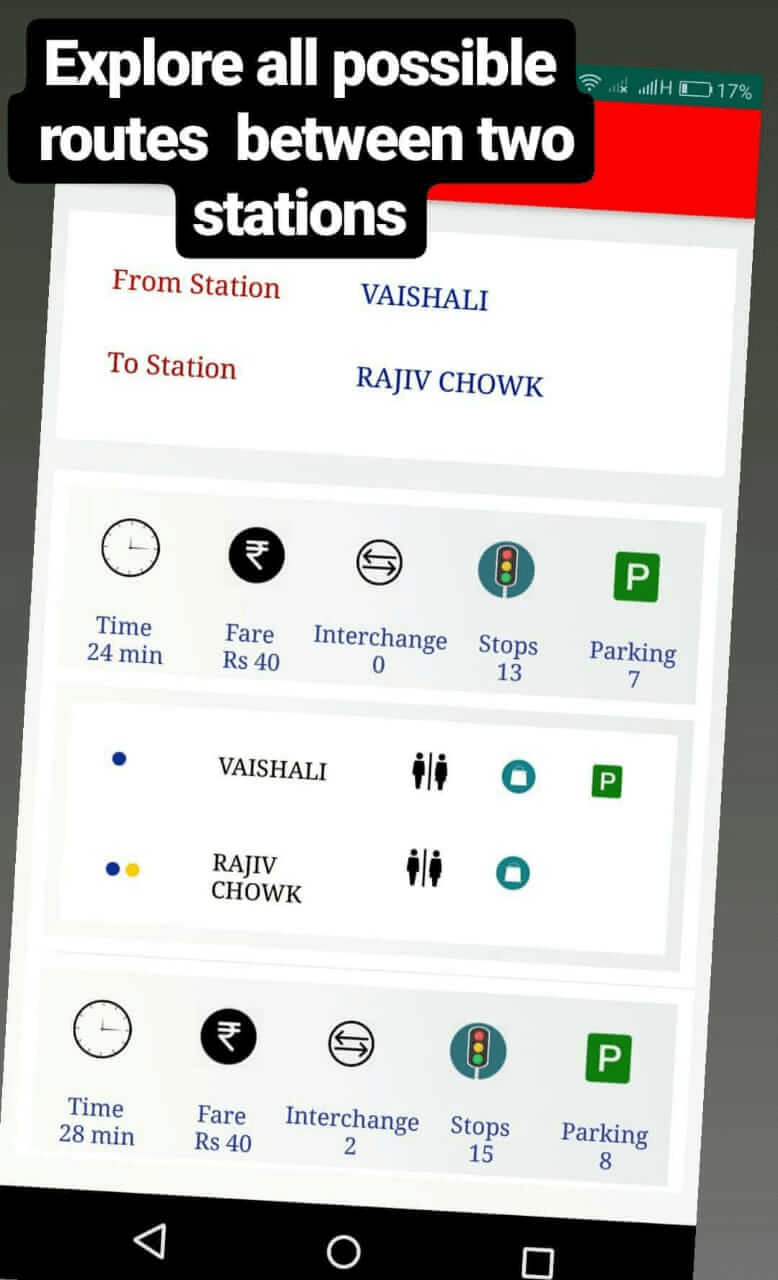 Explore all possible
routes between two
stations
H 17%
From Station VAISHALI
To Station RAJIV CHOWK
₹
P
Time Fare Interchange Stops Parking
24 min Rs 40 0 13 7
VAISHALI P
RAJIV
CHOWK
₹
P
Time Fare Interchange Stops Parking
28 min Rs 40 2 15 8